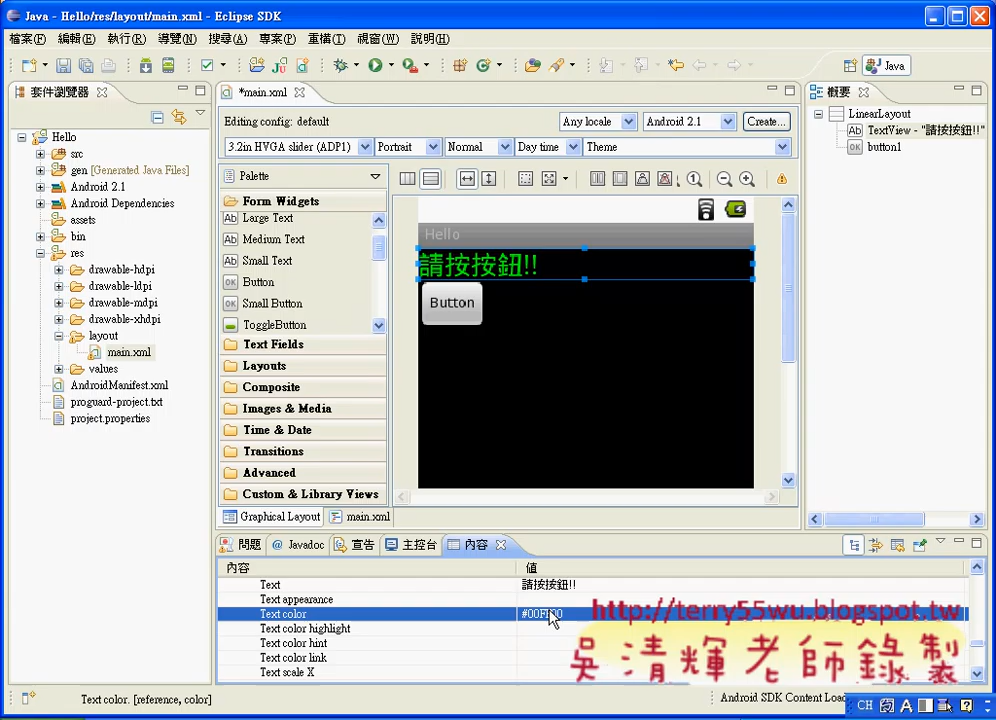 Java - Hello/res/layout/main.xml - Eclipse SDK
檔案(F) 編輯(E) 執行(R) 導覽(N) 搜尋(A) 專案(P) 重構(T) 視窗(W) 說明(H)
Java
套件瀏覽器
*main.xml
概要
Hello
src
gen [Generated Java Files]
Android 2.1
Android Dependencies
assets
bin
res
drawable-hdpi
drawable-ldpi
drawable-mdpi
drawable-xhdpi
layout
main.xml
values
AndroidManifest.xml
proguard-project.txt
project.properties
Editing config: default
Any locale
Android 2.1
Create...
3.2in HVGA slider (ADP1)
Portrait
Normal
Day time
Theme
Palette
Form Widgets
Ab Large Text
Ab Medium Text
Ab Small Text
OK Button
OK Small Button
ToggleButton
Text Fields
Layouts
Composite
Images & Media
Time & Date
Transitions
Advanced
Custom & Library Views
Hello
請按按鈕!!
Button
LinearLayout
Ab TextView - "請按按鈕!!"
OK button1
Graphical Layout
main.xml
問題
@ Javadoc
宣告
主控台
內容
內容 值
Text 請按按鈕!!
Text appearance
Text color
Text color highlight
Text color hint
Text color link
Text scale X
http://terry55wu.blogspot.tw
吳清輝老師錄製
Text color. [reference, color]
Android SDK Content Loa
CH